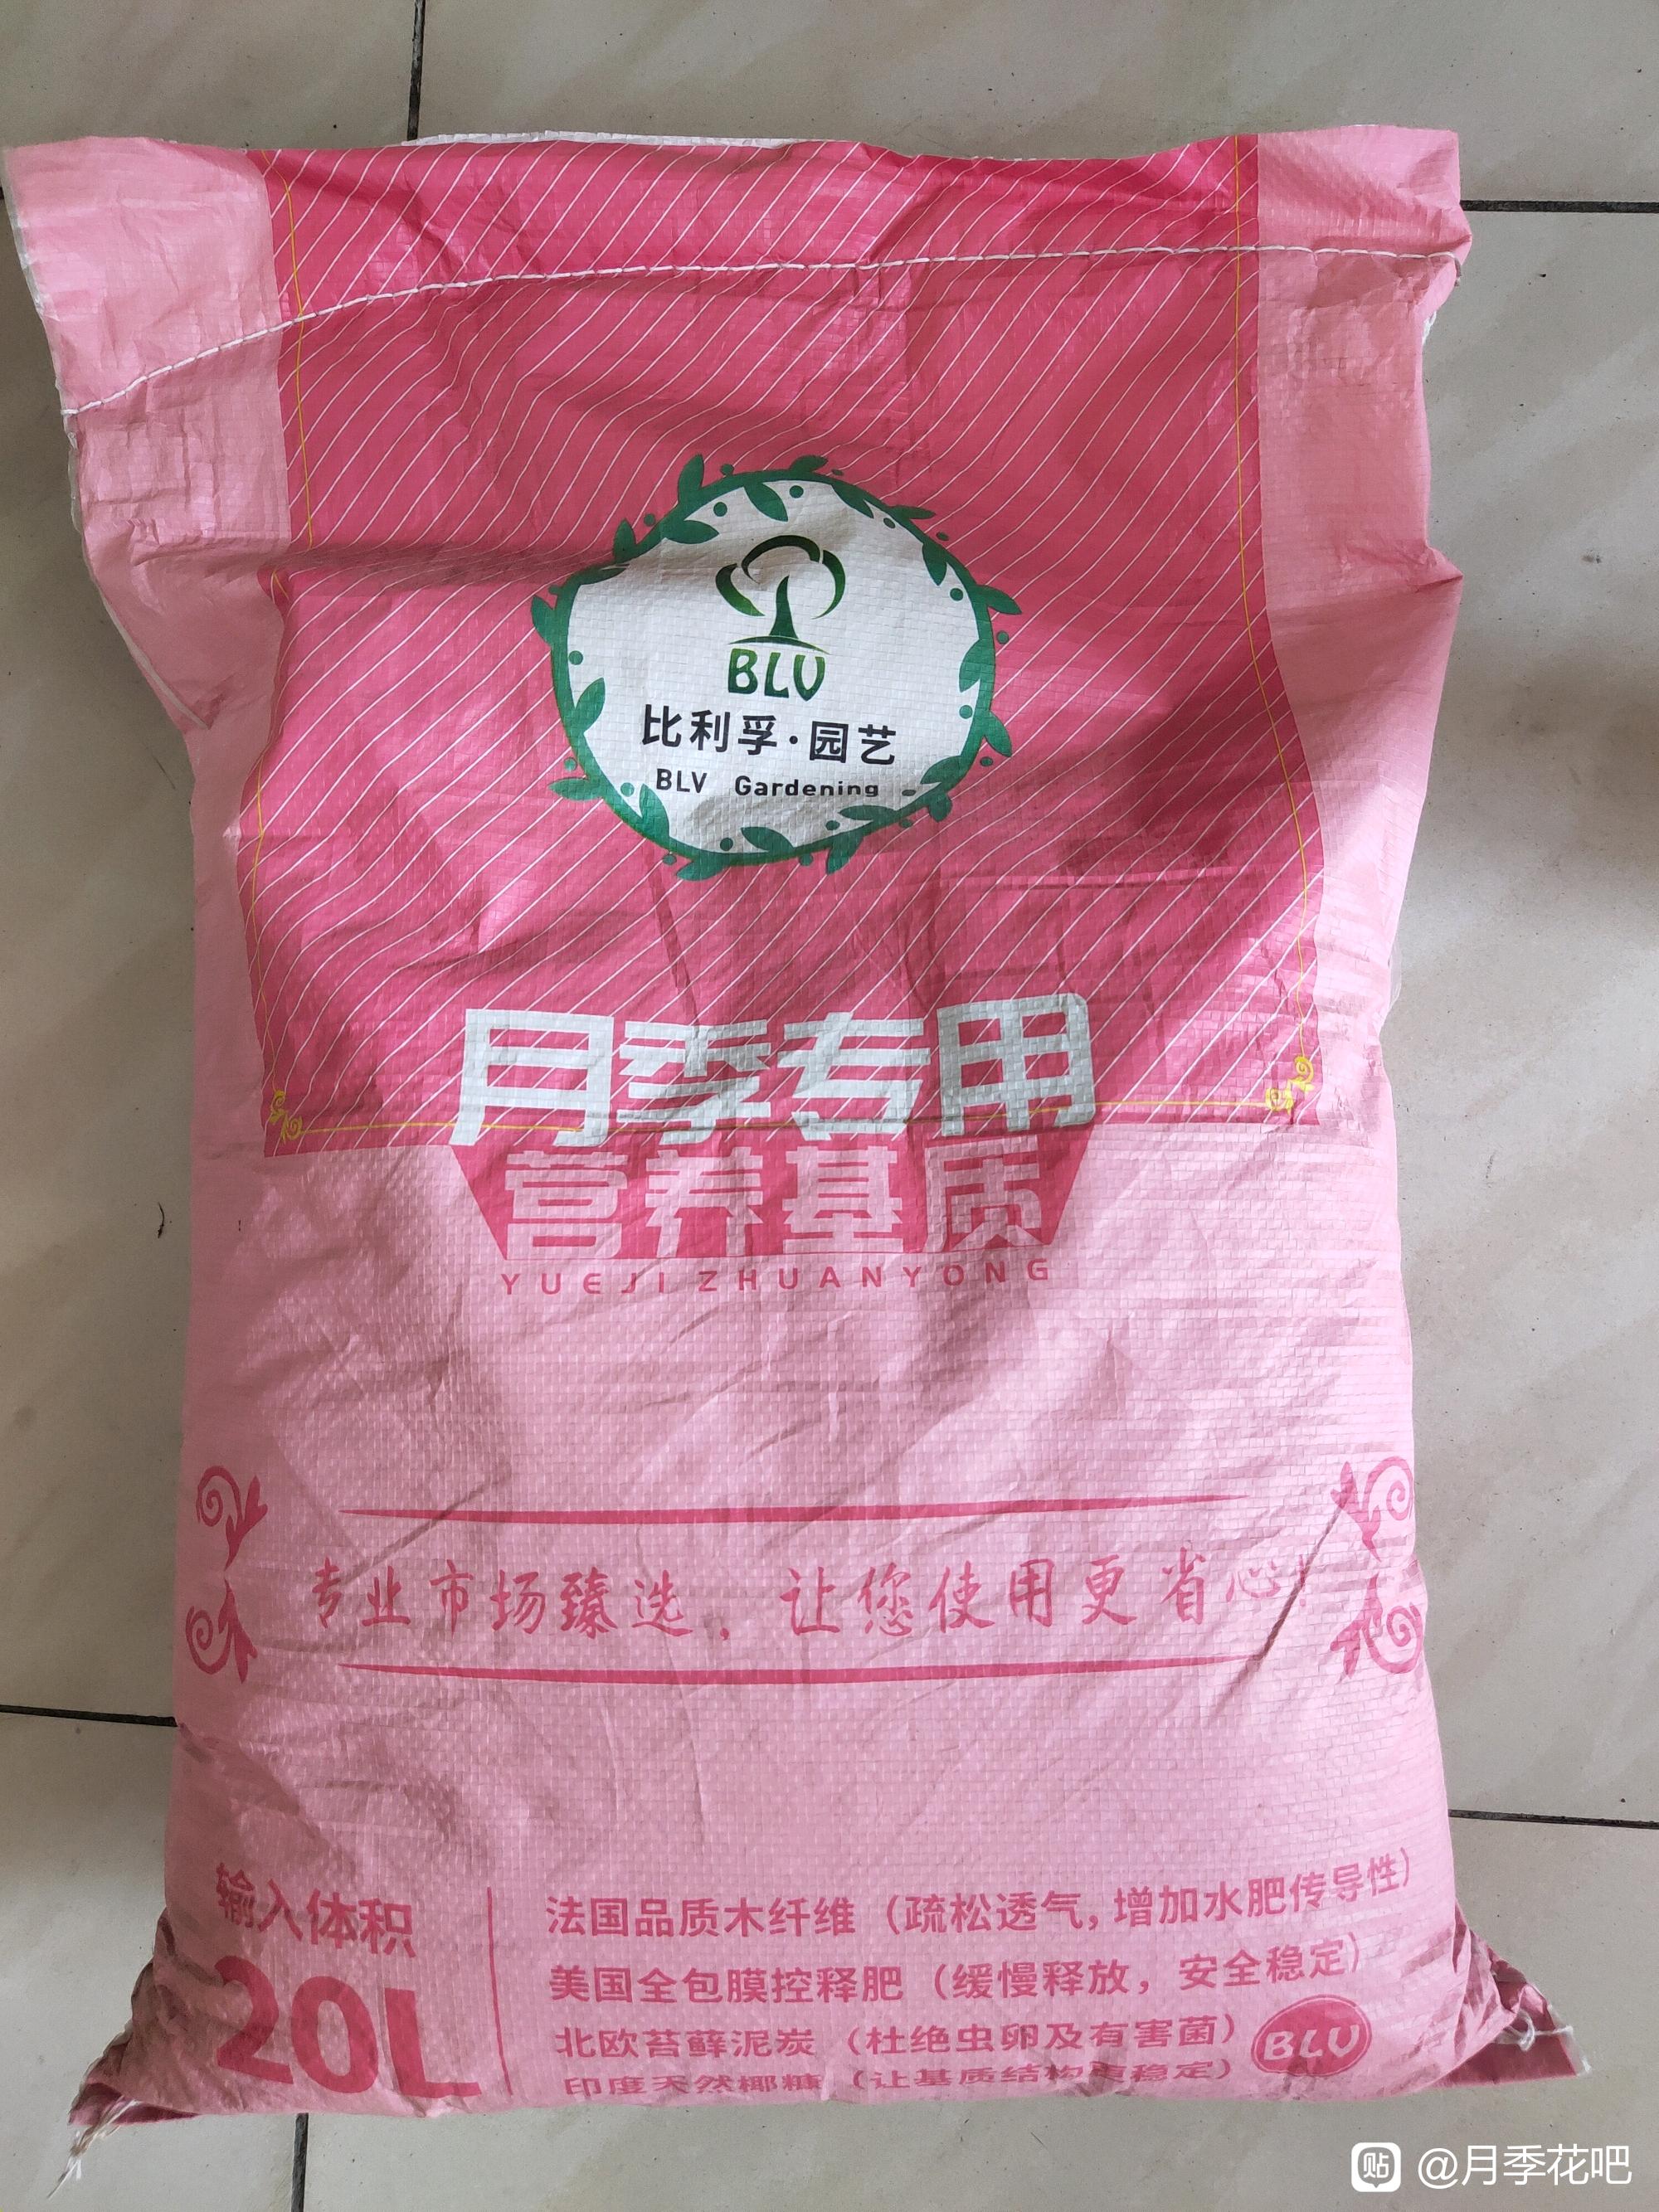 BLV
比利孚·园艺
BLV Gardening
月季专用
营养基质
YUEJI ZHUANYONG
专业市场臻选，让您使用更省心！
输入体积
20L
法国品质木纤维（疏松透气，增加水肥传导性）
美国全包膜控释肥（缓慢释放，安全稳定）
北欧苔藓泥炭（杜绝虫卵及有害菌）
印度天然椰糠（让基质结构更稳定）
BLV
贴 @月季花吧